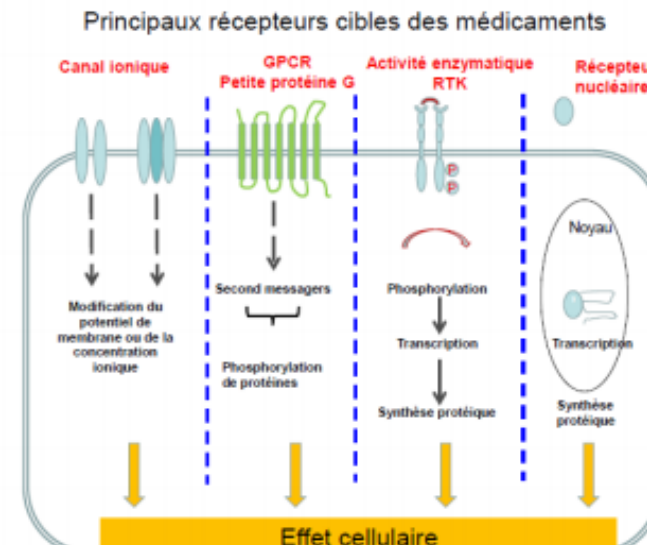 Principaux récepteurs cibles des médicaments
Canal ionique
GPCR
Petite protéine G
Activité enzymatique
RTK
Récepteu
nucléaire
P
P
Noyau
Modification du
potentiel de
membrane ou de la
concentration
ionique
Second messagers
Phosphorylation
de protéines
Phosphorylation
Transcription
Synthèse protéique
Transcription
Synthèse
protéique
Effet cellulaire